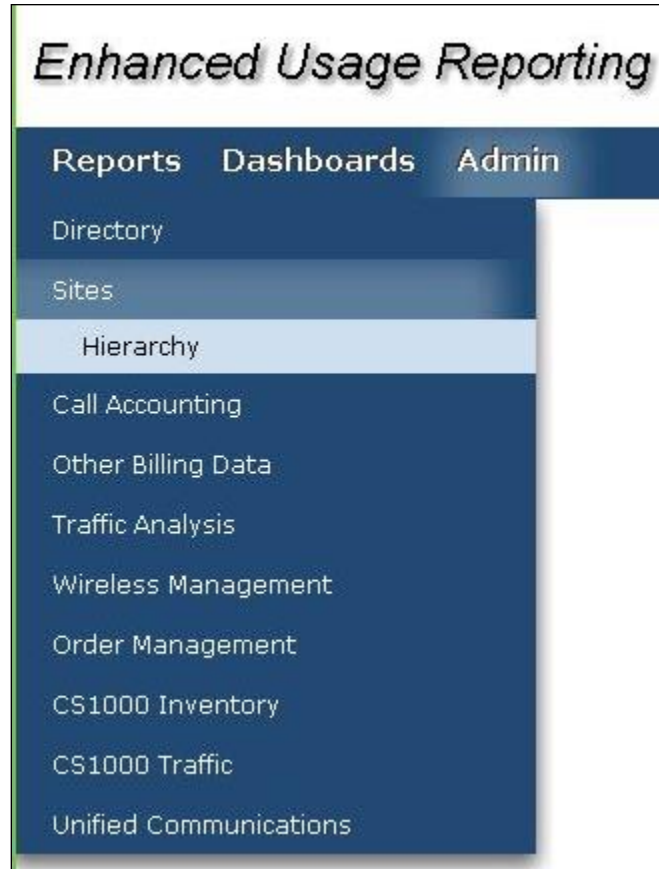 Enhanced Usage Reporting
Reports Dashboards Admin
Directory
Sites
Hierarchy
Call Accounting
Other Billing Data
Traffic Analysis
Wireless Management
Order Management
CS1000 Inventory
CS1000 Traffic
Unified Communications